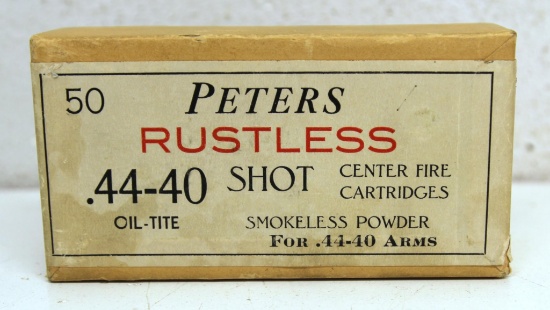 50 PETERS
RUSTLESS
.44-40 SHOT CENTER FIRE
CARTRIDGES
OIL-TITE SMOKELESS POWDER
FOR .44-40 ARMS